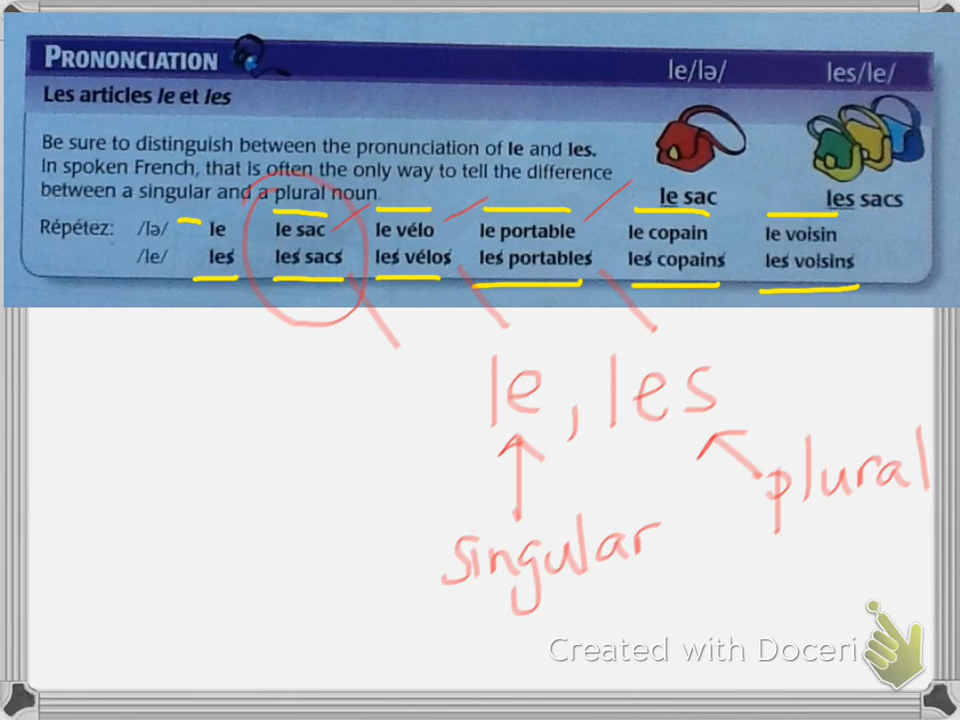 PRONONCIATION
le/lə/ les/le/
Les articles le et les
Be sure to distinguish between the pronunciation of le and les.
In spoken French, that is often the only way to tell the difference
between a singular and a plural noun.
le sac les sacs
Répétez: /lə/ le le sac le vélo le portable le copain le voisin
/le/ les les sacs les vélos les portables les copains les voisins
le, les
plural
singular
Created with Doceri